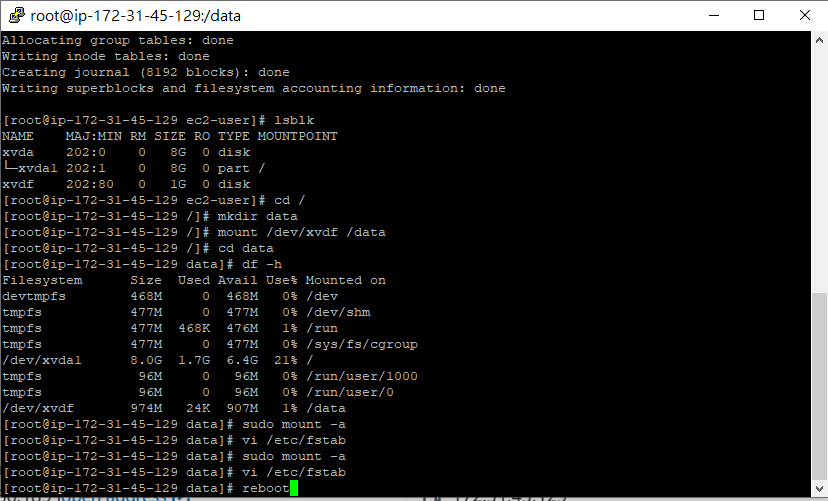 root@ip-172-31-45-129:/data
Allocating group tables: done
Writing inode tables: done
Creating journal (8192 blocks): done
Writing superblocks and filesystem accounting information: done
[root@ip-172-31-45-129 ec2-user]# lsblk
NAME    MAJ:MIN RM SIZE RO TYPE MOUNTPOINT
xvda    202:0    0   8G  0 disk
└─xvda1 202:1    0   8G  0 part /
xvdf    202:80   0   1G  0 disk
[root@ip-172-31-45-129 ec2-user]# cd /
[root@ip-172-31-45-129 /]# mkdir data
[root@ip-172-31-45-129 /]# mount /dev/xvdf /data
[root@ip-172-31-45-129 /]# cd data
[root@ip-172-31-45-129 data]# df -h
Filesystem      Size  Used Avail Use% Mounted on
devtmpfs        468M     0  468M   0% /dev
tmpfs           477M     0  477M   0% /dev/shm
tmpfs           477M  468K  476M   1% /run
tmpfs           477M     0  477M   0% /sys/fs/cgroup
/dev/xvda1      8.0G  1.7G  6.4G  21% /
tmpfs            96M     0   96M   0% /run/user/1000
tmpfs            96M     0   96M   0% /run/user/0
/dev/xvdf       974M   24K  907M   1% /data
[root@ip-172-31-45-129 data]# sudo mount -a
[root@ip-172-31-45-129 data]# vi /etc/fstab
[root@ip-172-31-45-129 data]# sudo mount -a
[root@ip-172-31-45-129 data]# vi /etc/fstab
[root@ip-172-31-45-129 data]# reboot